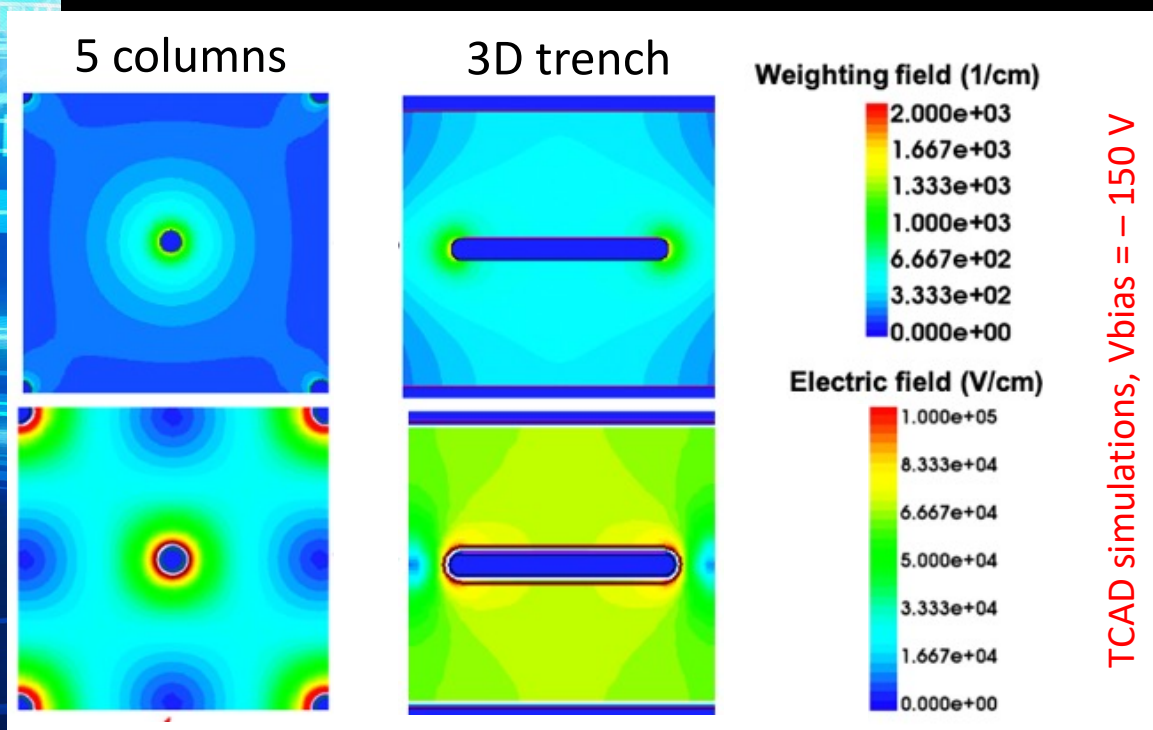 5 columns
3D trench
Weighting field (1/cm)
2.000e+03
1.667e+03
1.333e+03
1.000e+03
6.667e+02
3.333e+02
0.000e+00
Electric field (V/cm)
1.000e+05
8.333e+04
6.667e+04
5.000e+04
3.333e+04
1.667e+04
0.000e+00
TCAD simulations, Vbias = – 150 V